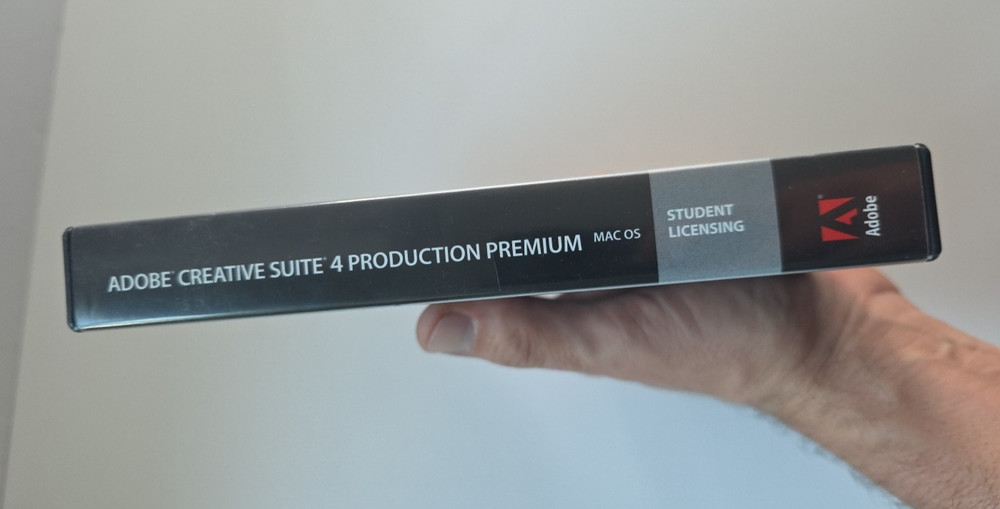 ADOBE® CREATIVE SUITE® 4 PRODUCTION PREMIUM MAC OS
STUDENT
LICENSING
Adobe